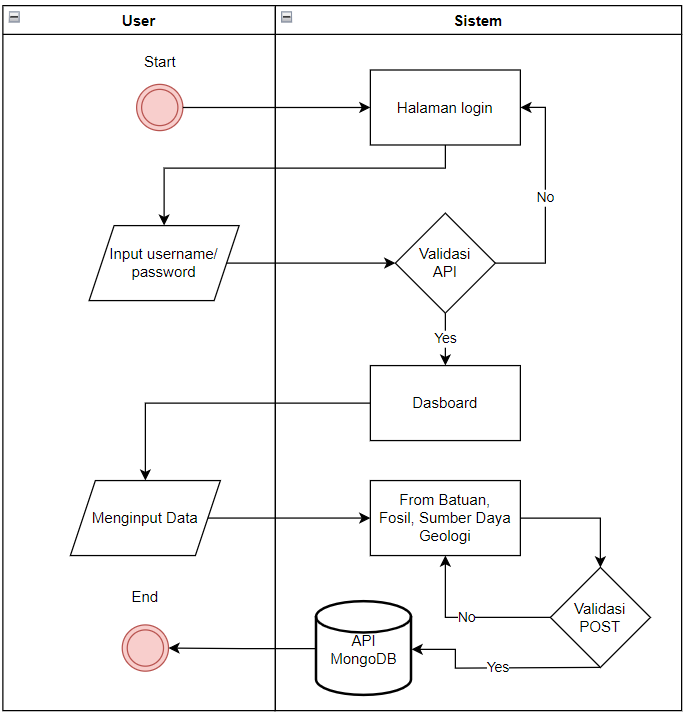 User
Sistem
Start
Halaman login
No
Input username/
password
Validasi
API
Yes
Dasboard
Menginput Data
From Batuan,
Fosil, Sumber Daya
Geologi
End
No
Validasi
POST
API
MongoDB
Yes